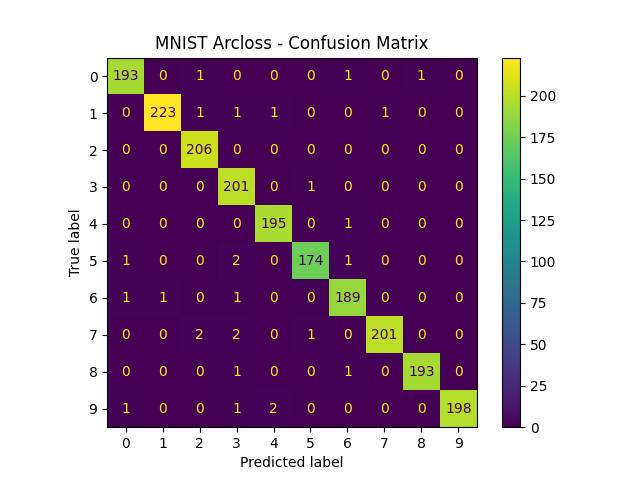 MNIST Arcloss - Confusion Matrix
0 193 0 1 0 0 0 1 0 1 0
1 0 223 1 1 1 0 0 1 0 0
2 0 0 206 0 0 0 0 0 0 0
3 0 0 0 201 0 1 0 0 0 0
4 0 0 0 0 195 0 1 0 0 0
5 1 0 0 2 0 174 1 0 0 0
6 1 1 0 1 0 0 189 0 0 0
7 0 0 2 2 0 1 0 201 0 0
8 0 0 0 1 0 0 1 0 193 0
9 1 0 0 1 2 0 0 0 0 198
0 1 2 3 4 5 6 7 8 9
True label
Predicted label
200
175
150
125
100
75
50
25
0